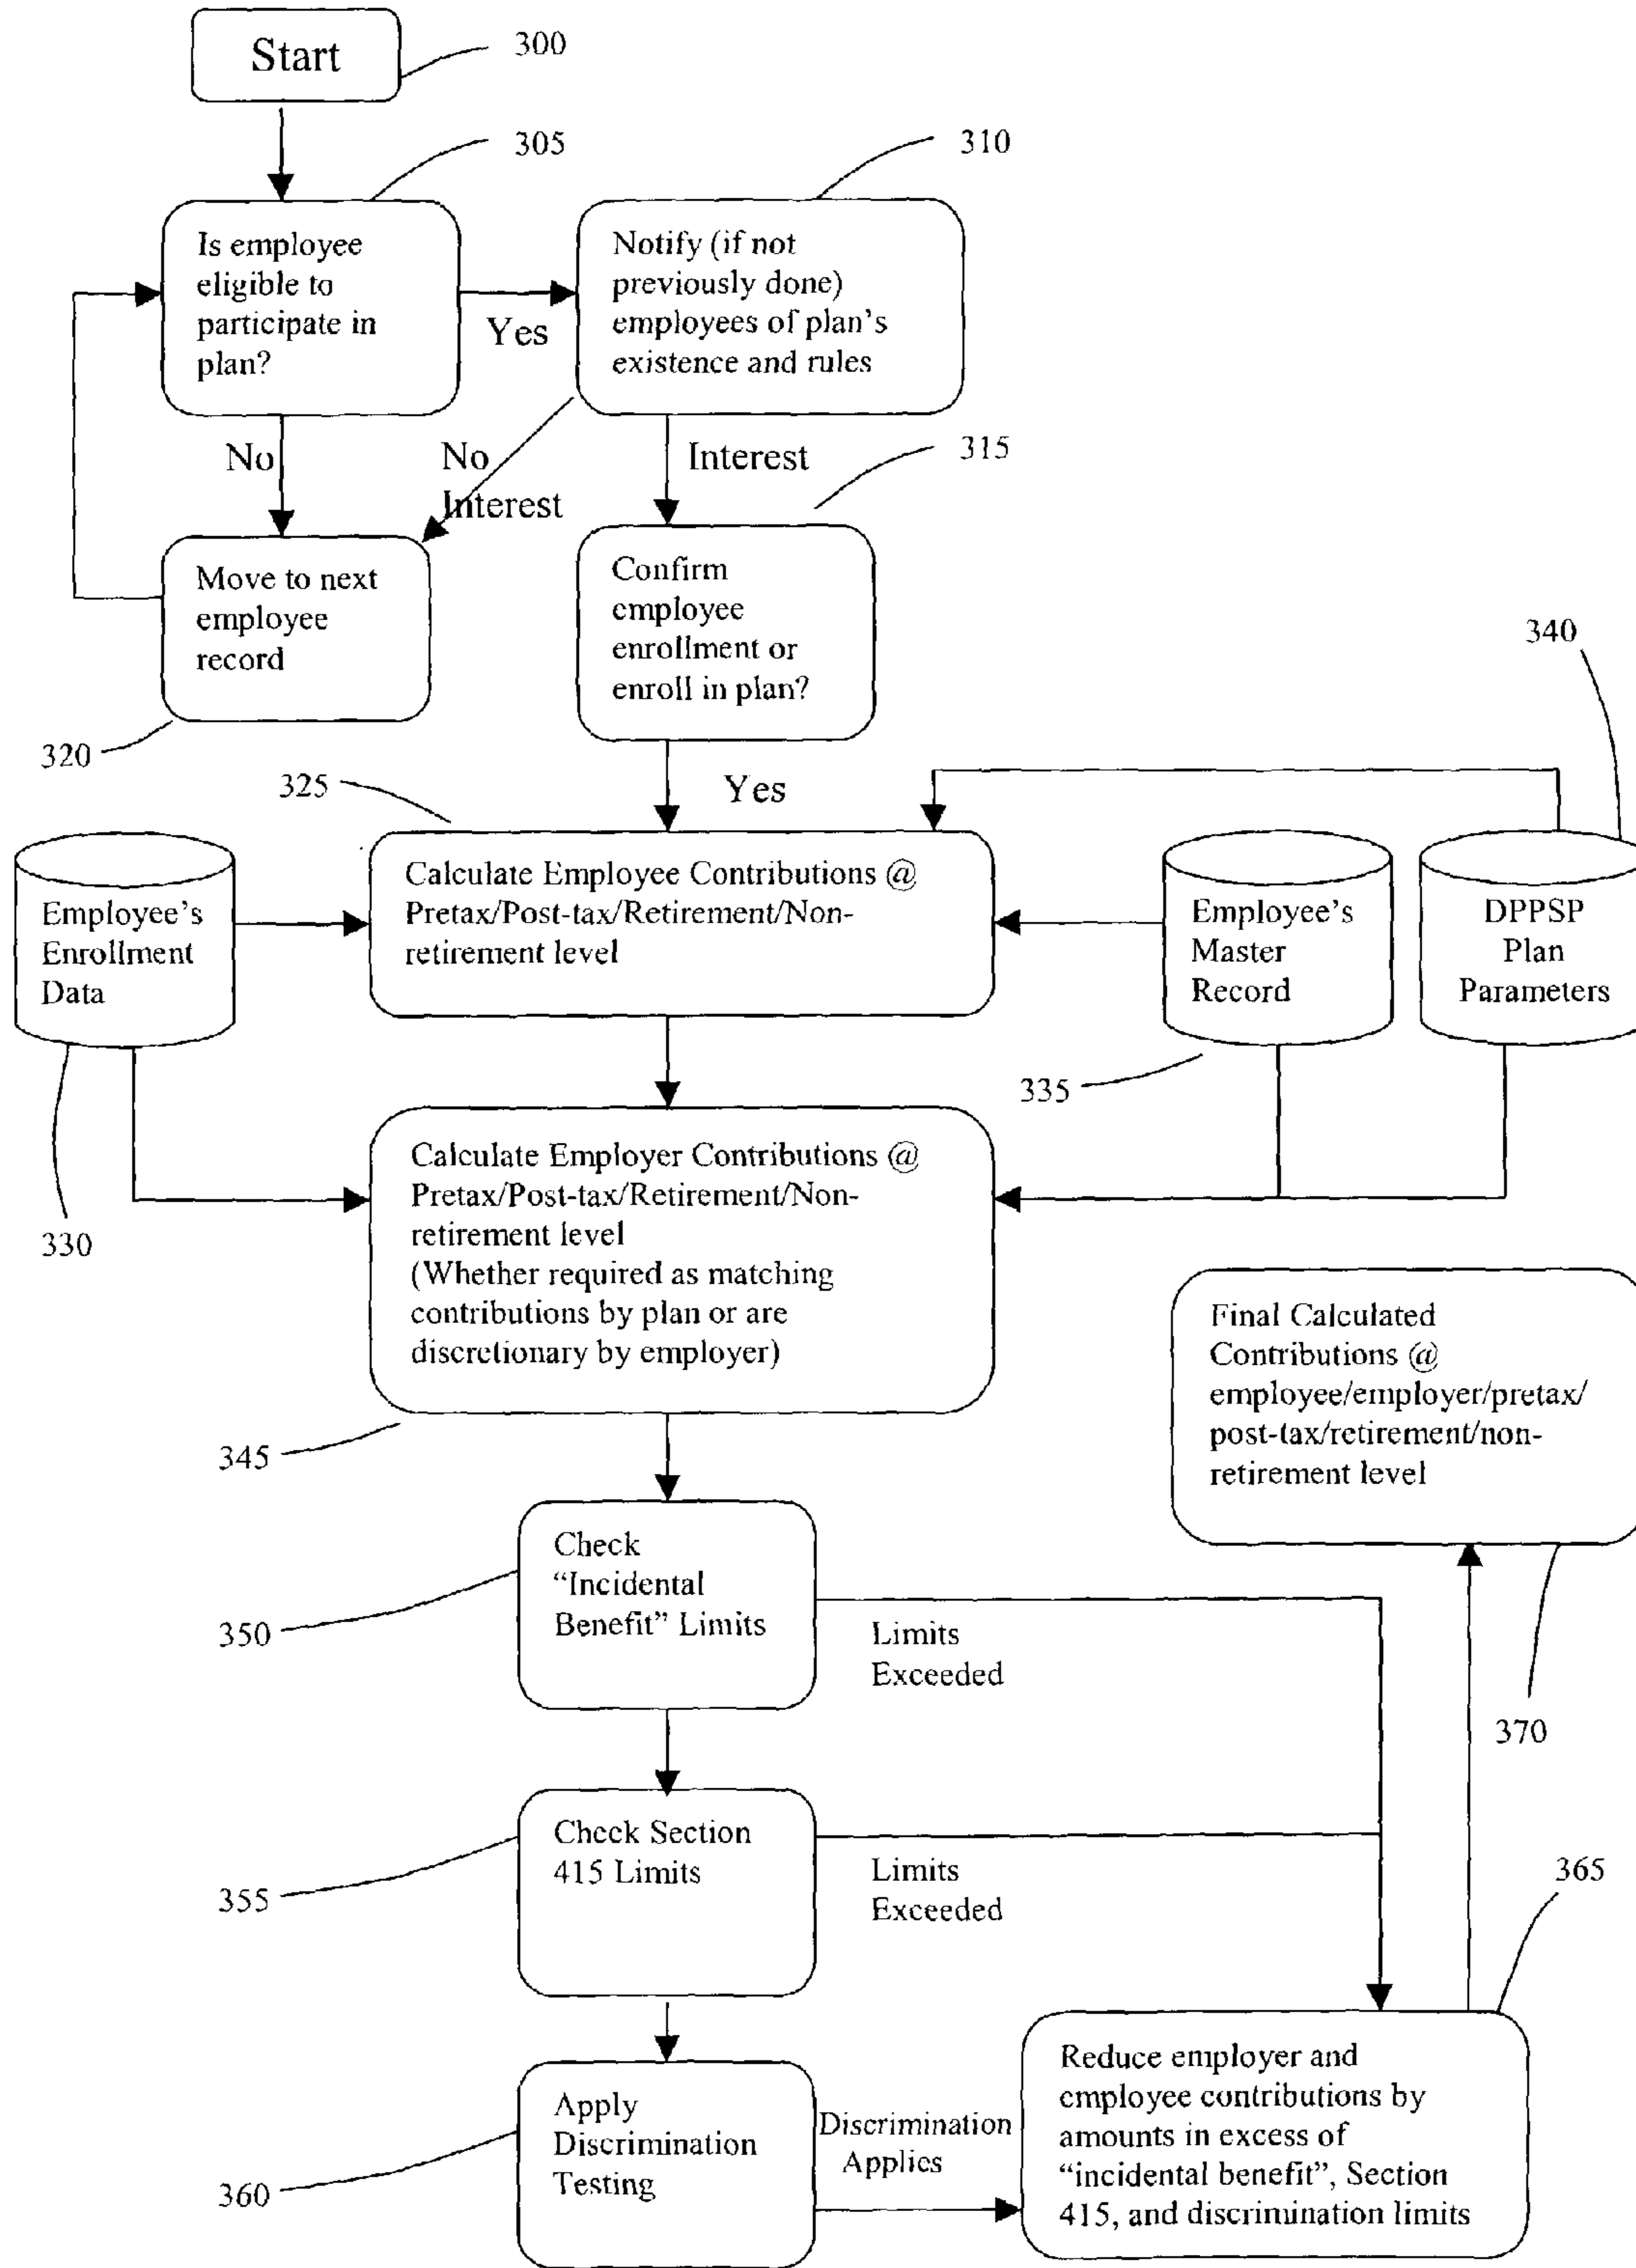 Start
300
305
310
Is employee
eligible to
participate in
plan?
Yes
Notify (if not
previously done)
employees of plan's
existence and rules
No
No
Interest
Interest
315
Move to next
employee
record
320
Confirm
employee
enrollment or
enroll in plan?
340
325
Yes
Employee's
Enrollment
Data
Calculate Employee Contributions @
Pretax/Post-tax/Retirement/Non-
retirement level
Employee's
Master
Record
DPPSP
Plan
Parameters
335
330
Calculate Employer Contributions @
Pretax/Post-tax/Retirement/Non-
retirement level
(Whether required as matching
contributions by plan or are
discretionary by employer)
345
Final Calculated
Contributions @
employee/employer/pretax/
post-tax/retirement/non-
retirement level
370
Check
“Incidental
Benefit” Limits
350
Limits
Exceeded
Check Section
415 Limits
355
Limits
Exceeded
365
Apply
Discrimination
Testing
360
Discrimination
Applies
Reduce employer and
employee contributions by
amounts in excess of
“incidental benefit”, Section
415, and discrimination limits